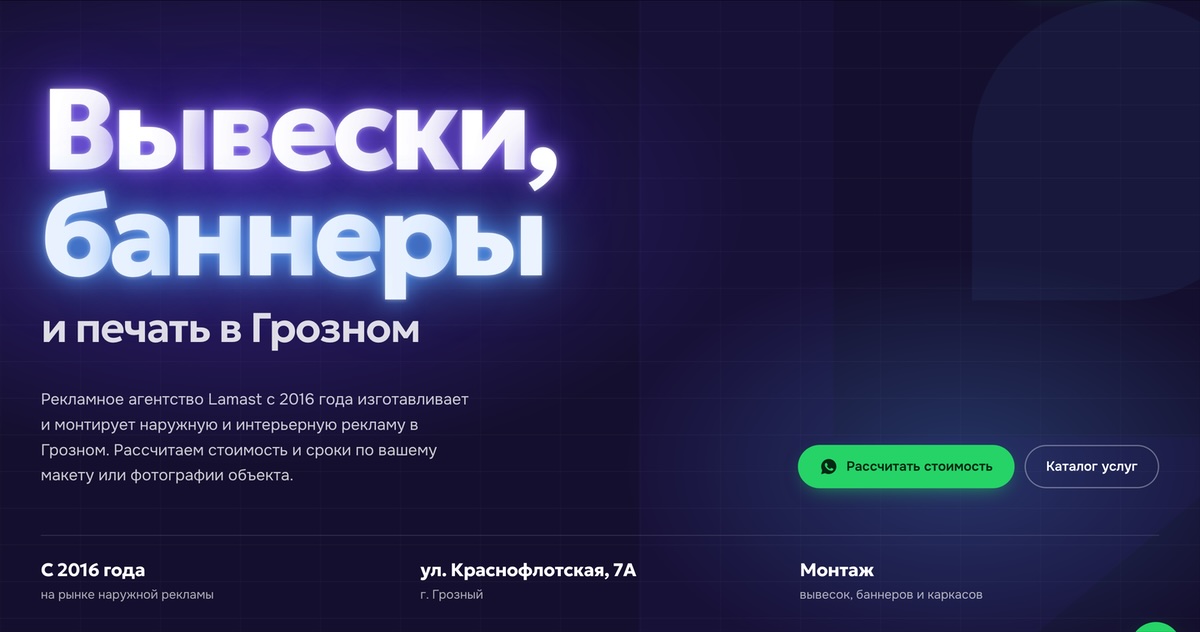 Вывески,
баннеры
и печать в Грозном
Рекламное агентство Lamast с 2016 года изготавливает
и монтирует наружную и интерьерную рекламу в
Грозном. Рассчитаем стоимость и сроки по вашему
макету или фотографии объекта.
Рассчитать стоимость
Каталог услуг
С 2016 года
на рынке наружной рекламы
ул. Краснофлотская, 7А
г. Грозный
Монтаж
вывесок, баннеров и каркасов